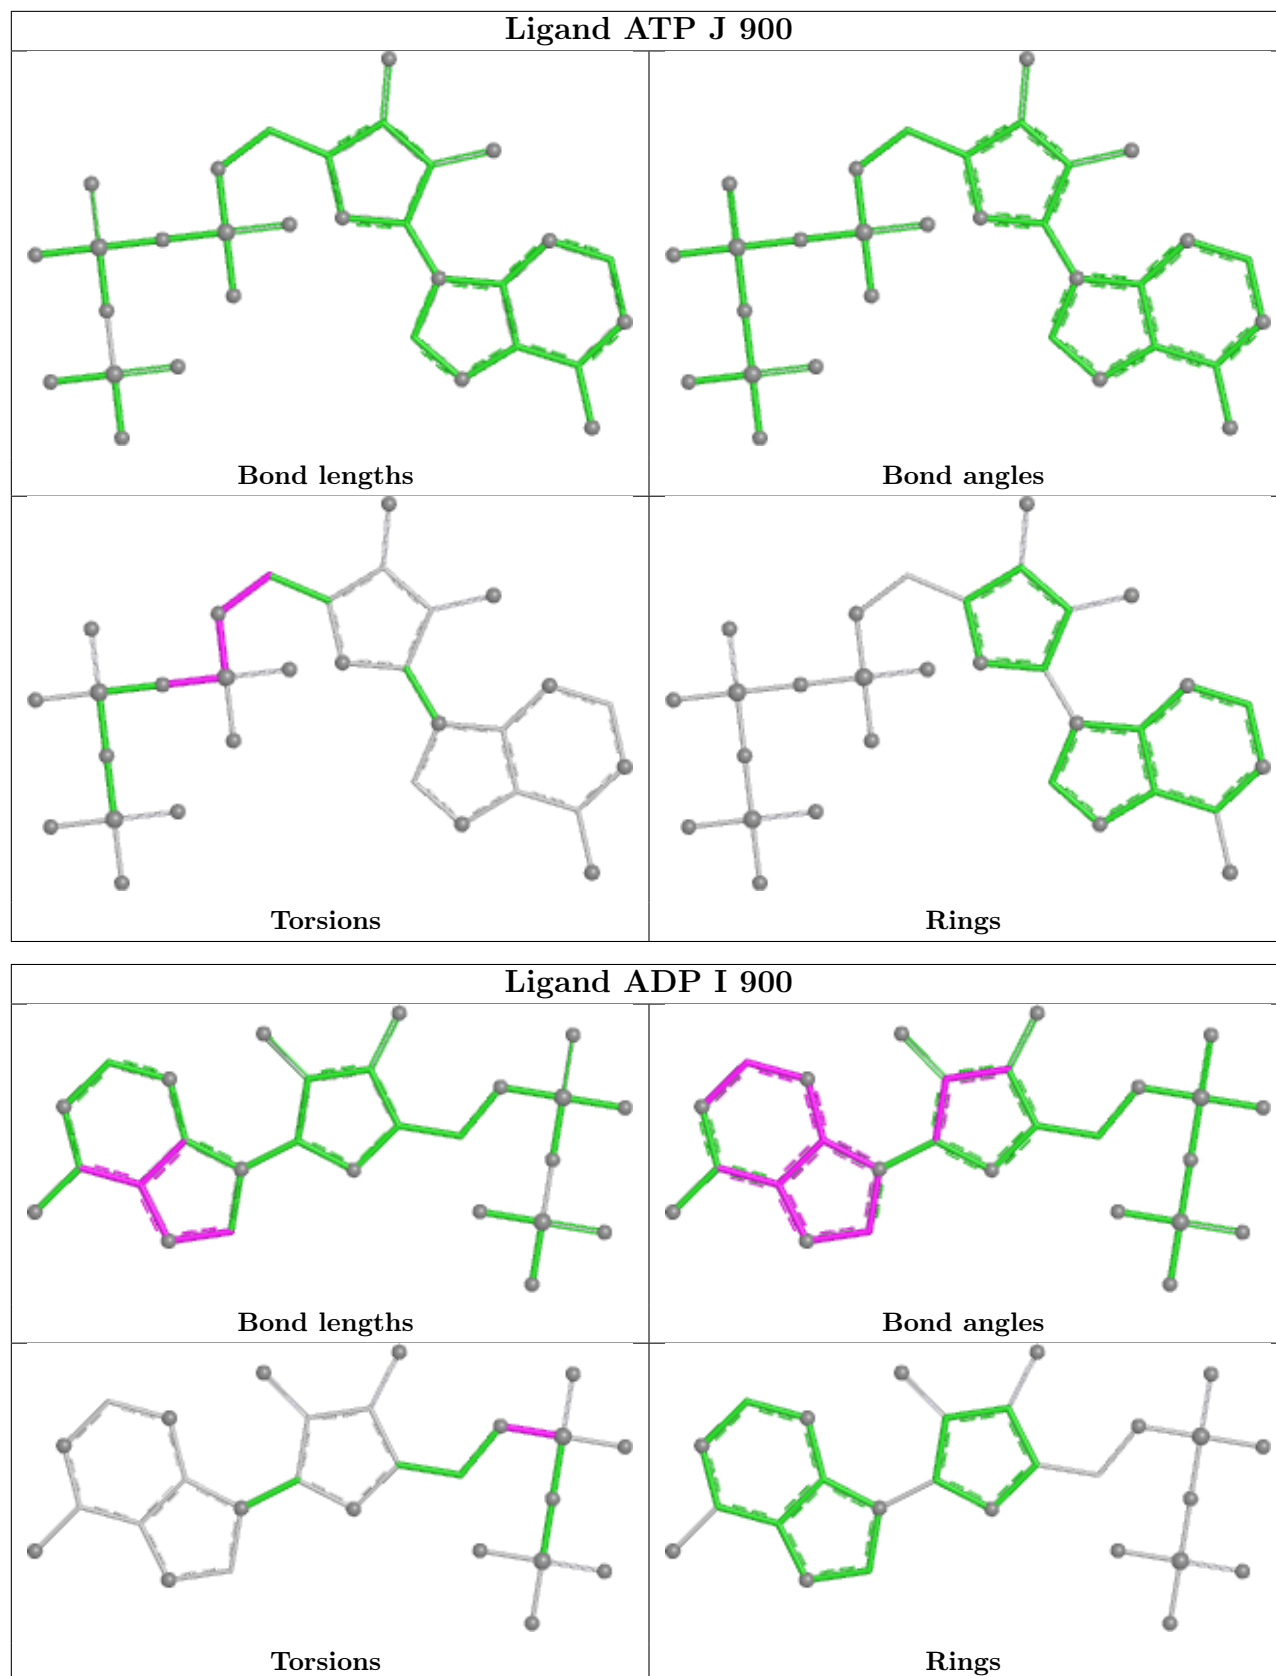 Ligand ATP J 900
Bond lengths
Bond angles
Torsions
Rings
Ligand ADP I 900
Bond lengths
Bond angles
Torsions
Rings